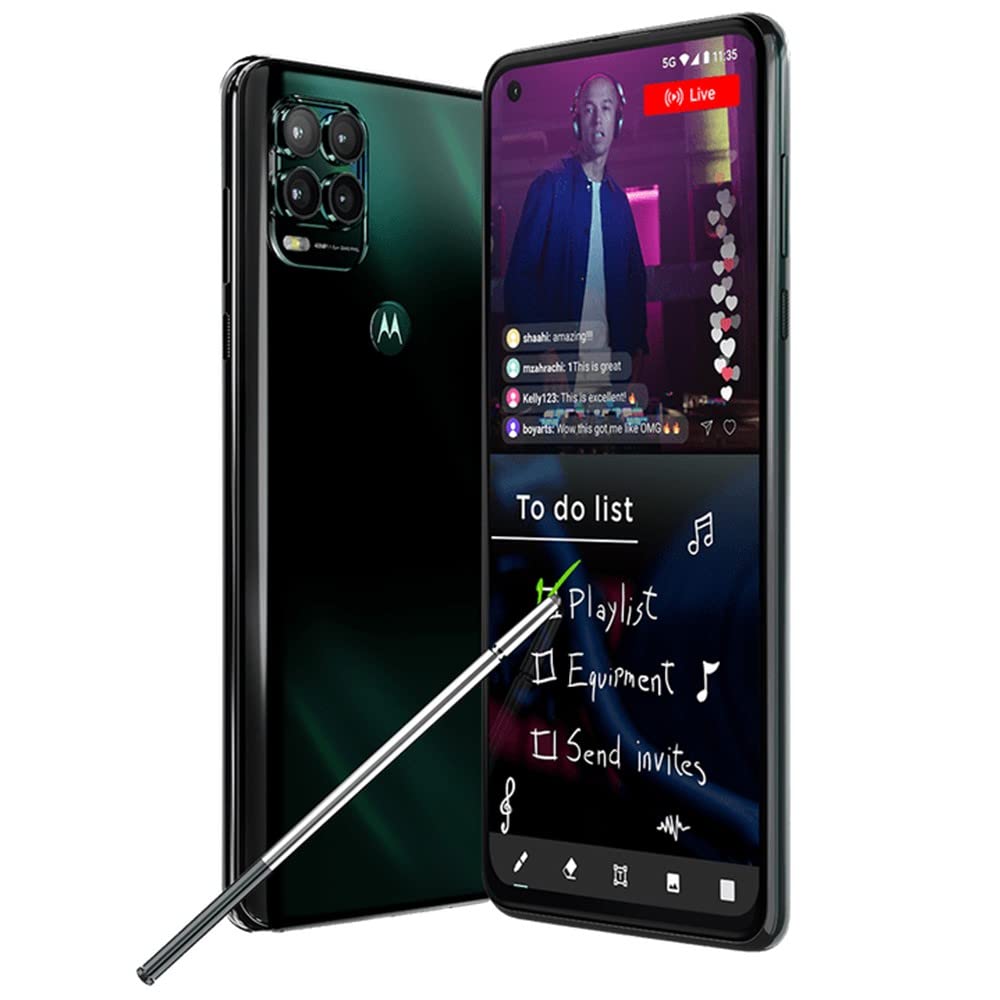 5G 11:35
Live
shaahi: amazing!!!
mzahrachi: 1This is great
Kelly123: This is excellent! 🔥
boyarts: Wow this got me like OMG 🔥🔥
To do list
Playlist
Equipment
Send invites
T